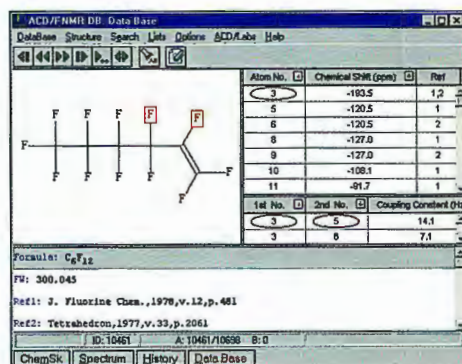 ACD/FNMR DB. Data Base
DataBase Structure Search Lists Options ACD/Labs Help
Atom No. Chemical Shift (ppm) Ref
3 -193.5 1,2
5 -120.5 1
6 -120.5 2
8 -127.0 1
9 -127.0 2
10 -108.1 1
11 -91.7 1
1st No. 2nd No. Coupling Constant (Hz
3 5 14.1
3 6 7.1
F F F F F
F
F F F F F
F
Formula: C6F12
FW: 300.045
Ref1: J. Fluorine Chem.,1978,v.12,p.481
Ref2: Tetrahedron,1977,v.33,p.2061
ID: 10461 A: 10461/10698 B: 0
ChemSk Spectrum History Data Base